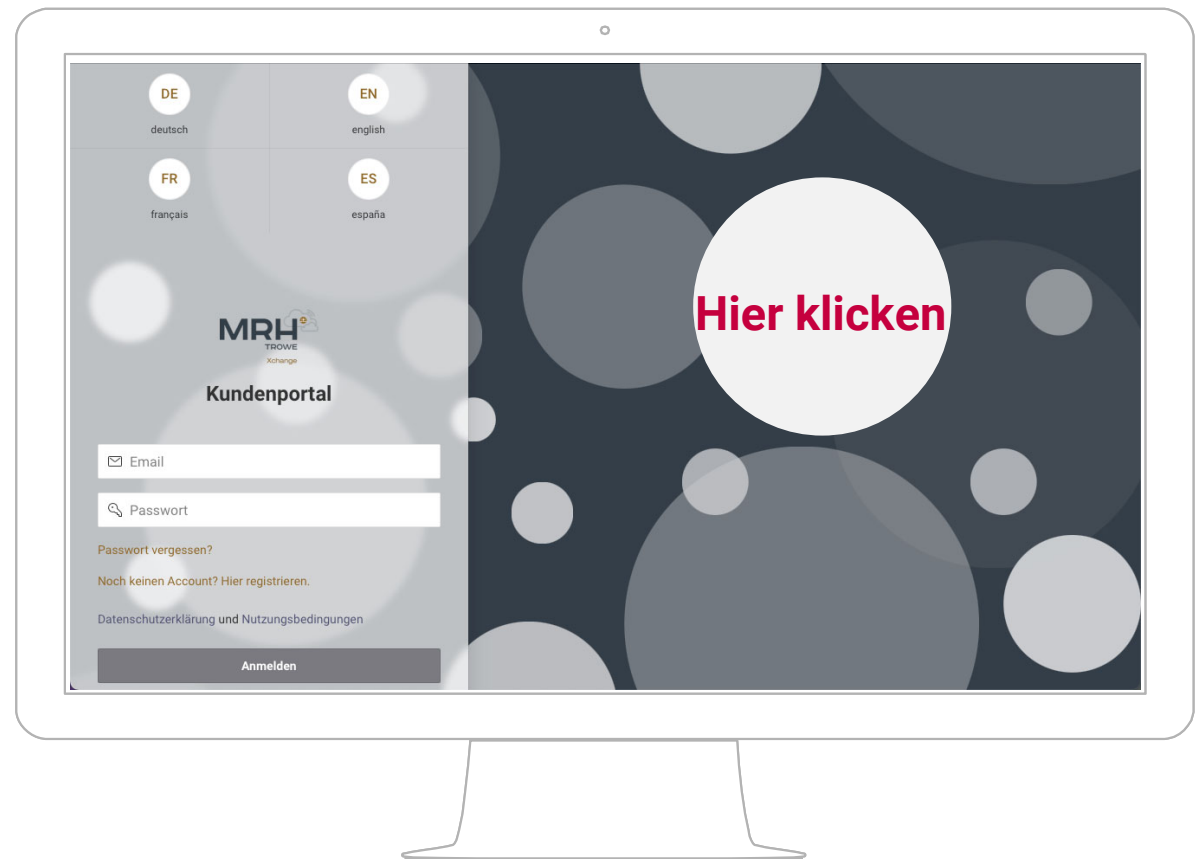 DE
EN
deutsch
english
FR
ES
français
españa
MRH
TROWE
Xchange
Kundenportal
Hier klicken
Email
Passwort
Passwort vergessen?
Noch keinen Account? Hier registrieren.
Datenschutzerklärung und Nutzungsbedingungen
Anmelden